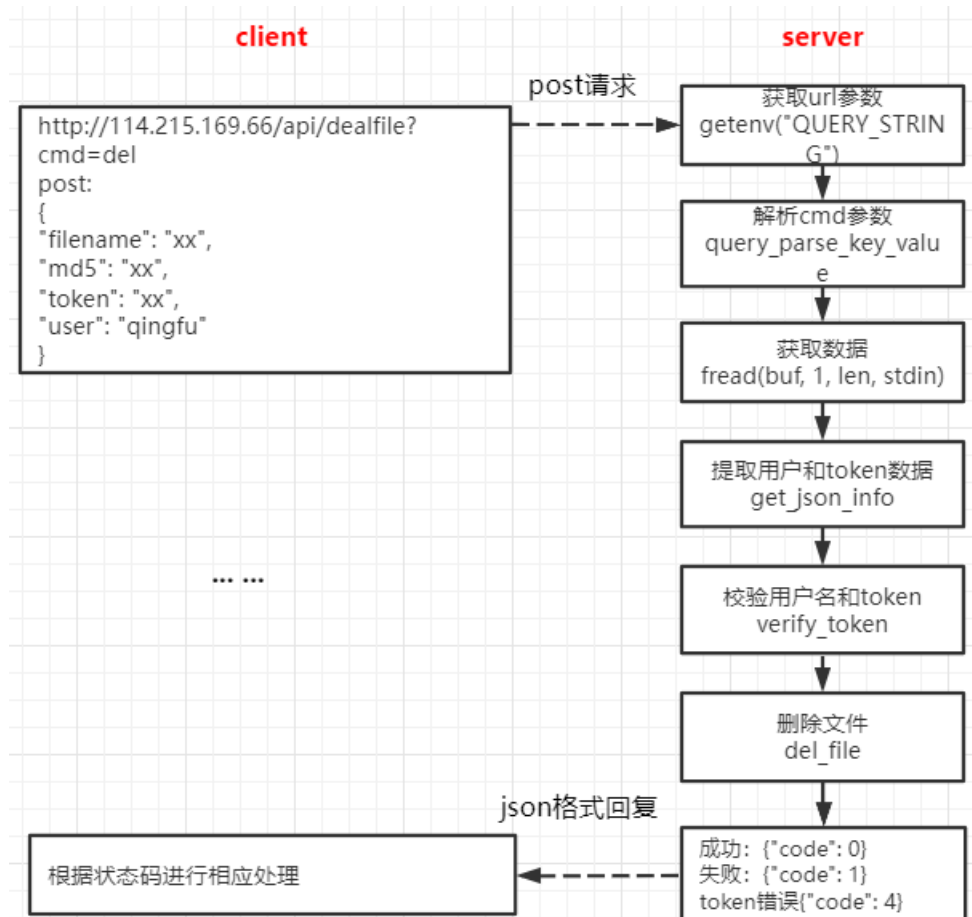 client
server
post请求
http://114.215.169.66/api/dealfile?
cmd=del
post:
{
"filename": "xx",
"md5": "xx",
"token": "xx",
"user": "qingfu"
}
获取url参数
getenv("QUERY_STRIN
G")
解析cmd参数
query_parse_key_valu
e
获取数据
fread(buf, 1, len, stdin)
提取用户和token数据
get_json_info
... ...
校验用户名和token
verify_token
删除文件
del_file
json格式回复
成功：{"code": 0}
失败：{"code": 1}
token错误{"code": 4}
根据状态码进行相应处理